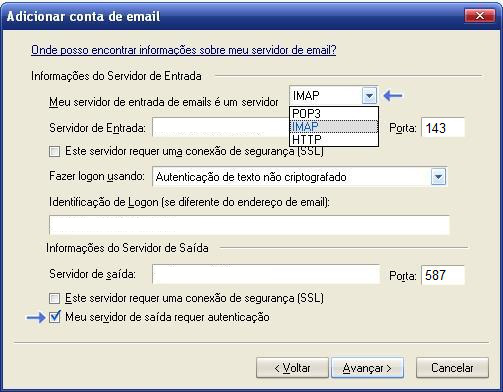 Adicionar conta de email
Onde posso encontrar informações sobre meu servidor de email?
Informações do Servidor de Entrada
Meu servidor de entrada de emails é um servidor IMAP
POP3
IMAP
HTTP
Servidor de Entrada: Porta: 143
Este servidor requer uma conexão de segurança (SSL)
Fazer logon usando: Autenticação de texto não criptografado
Identificação de Logon (se diferente do endereço de email):
Informações do Servidor de Saída
Servidor de saída: Porta: 587
Este servidor requer uma conexão de segurança (SSL)
Meu servidor de saída requer autenticação
< Voltar Avançar > Cancelar